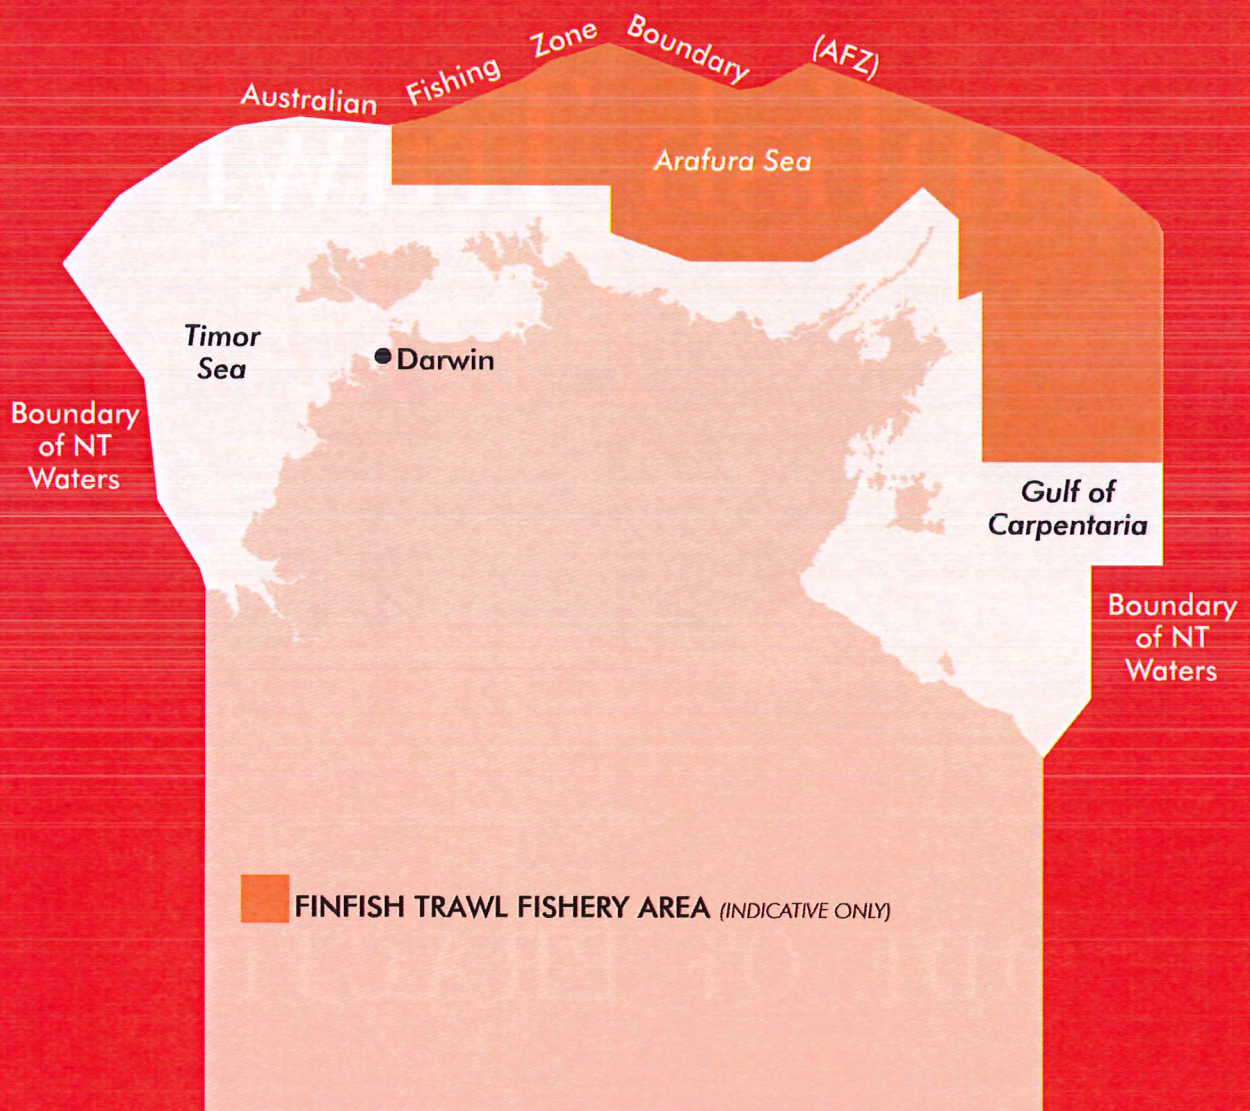 Australian Fishing Zone Boundary (AFZ)
Arafura Sea
Timor
Sea
Darwin
Boundary
of NT
Waters
Gulf of
Carpentaria
Boundary
of NT
Waters
FINFISH TRAWL FISHERY AREA (INDICATIVE ONLY)